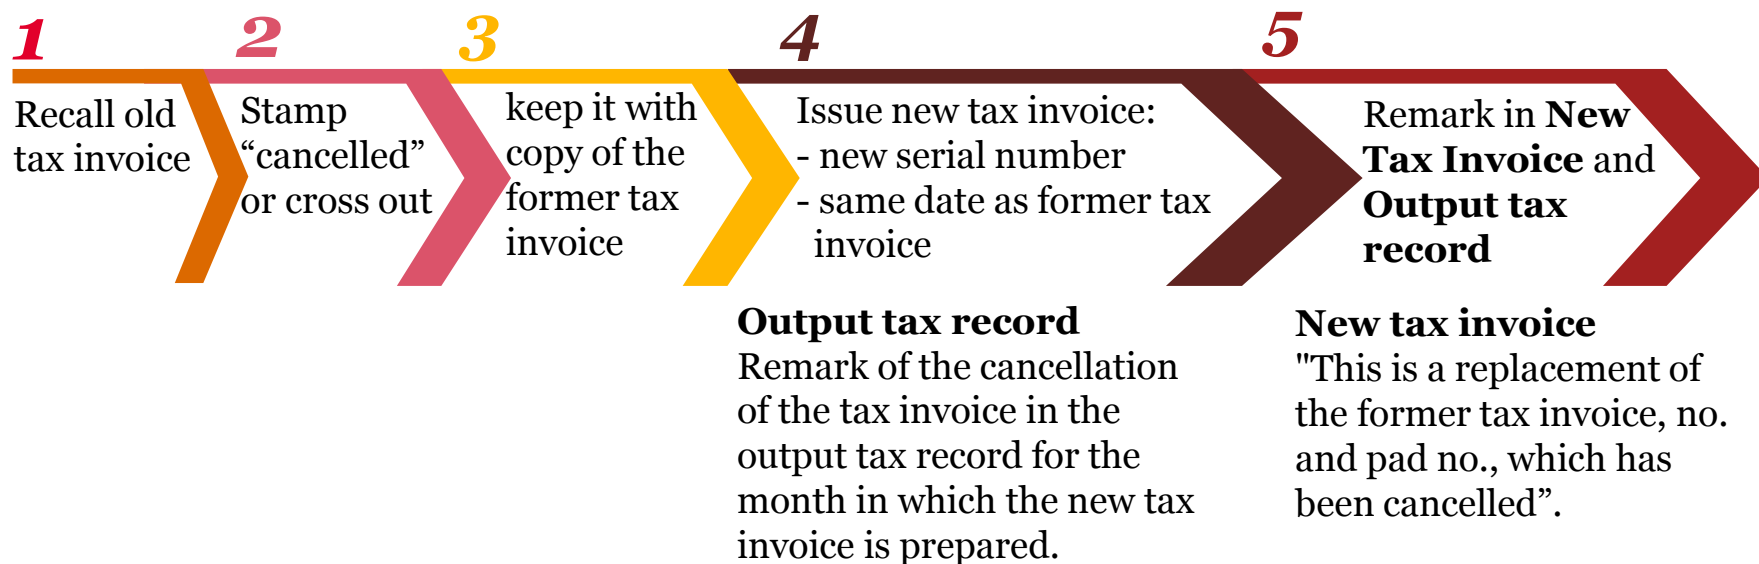 1
Recall old
tax invoice
2
Stamp
“cancelled”
or cross out
3
keep it with
copy of the
former tax
invoice
4
Issue new tax invoice:
- new serial number
- same date as former tax
invoice
5
Remark in New
Tax Invoice and
Output tax
record
Output tax record
Remark of the cancellation
of the tax invoice in the
output tax record for the
month in which the new tax
invoice is prepared.
New tax invoice
"This is a replacement of
the former tax invoice, no.
and pad no., which has
been cancelled”.